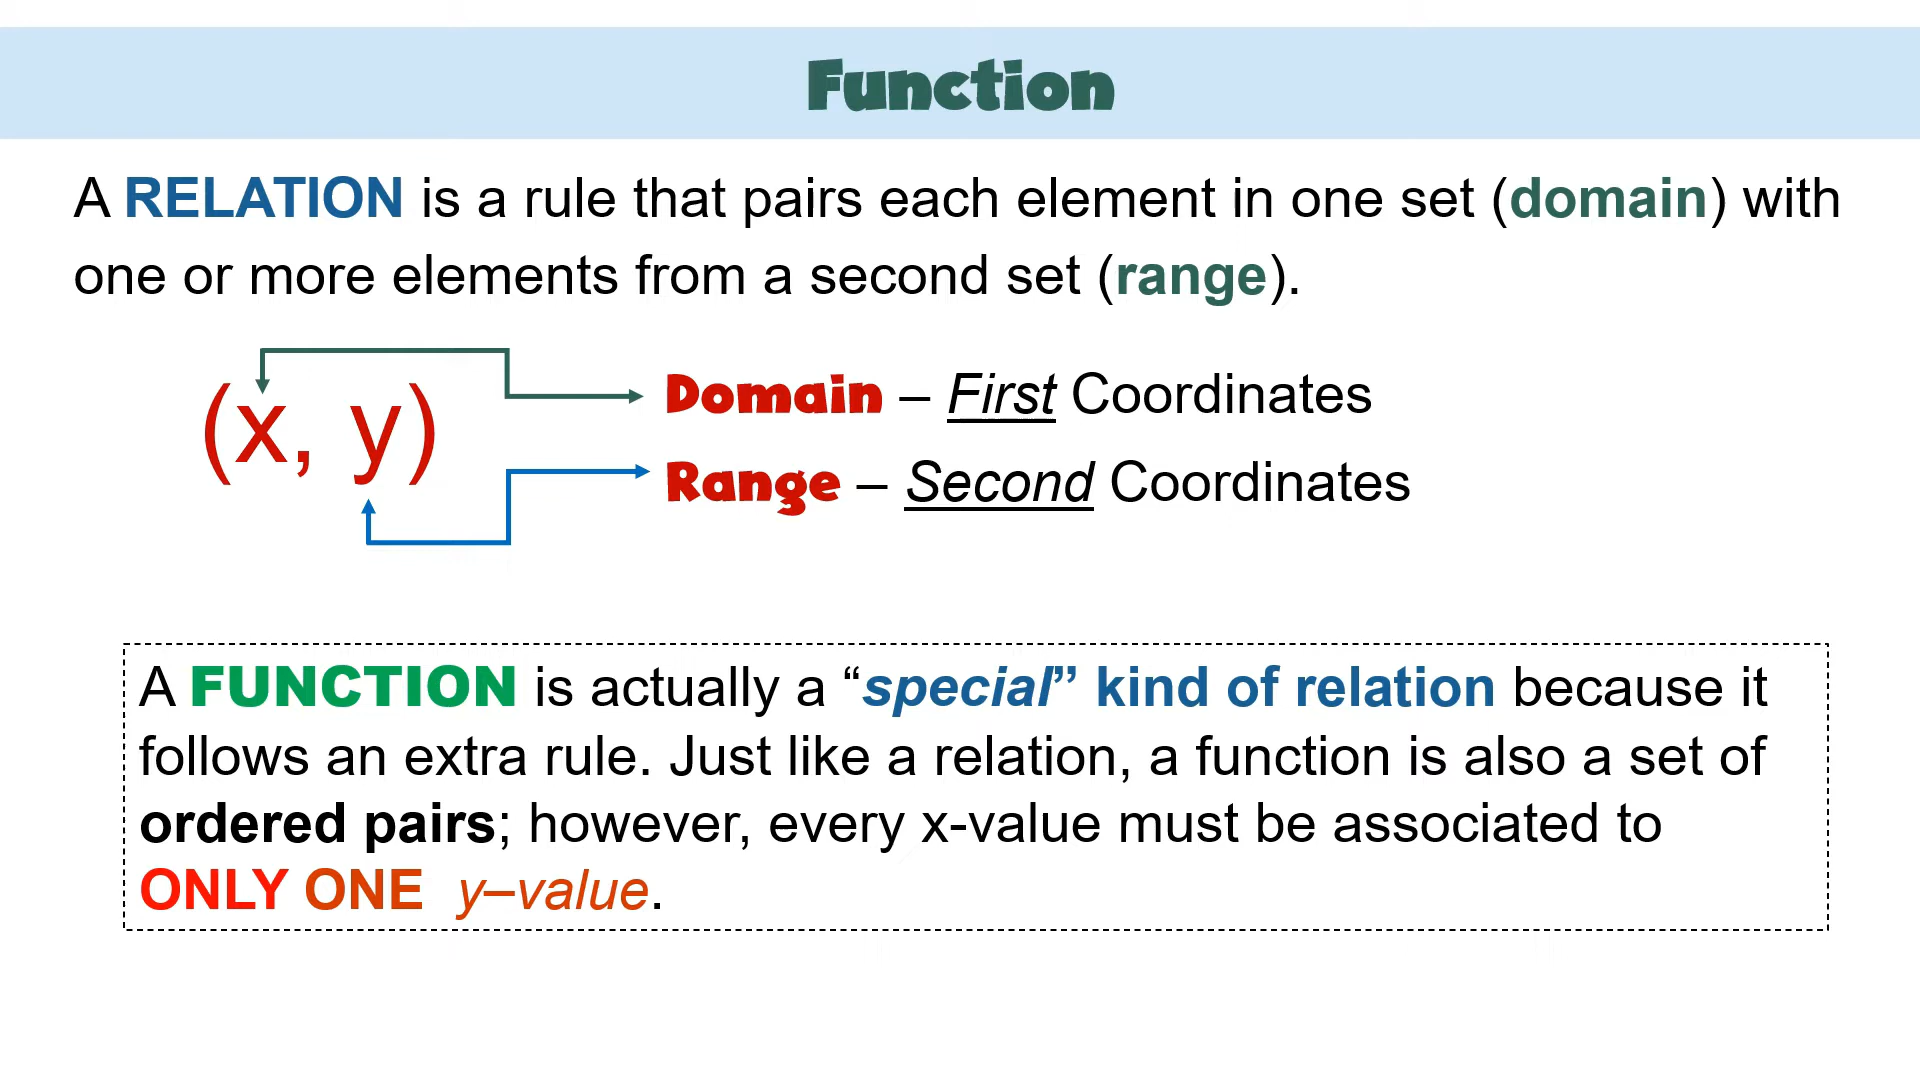 Function
A RELATION is a rule that pairs each element in one set (domain) with
one or more elements from a second set (range).
(x, y)
Domain – First Coordinates
Range – Second Coordinates
A FUNCTION is actually a “special” kind of relation because it
follows an extra rule. Just like a relation, a function is also a set of
ordered pairs; however, every x-value must be associated to
ONLY ONE y–value.